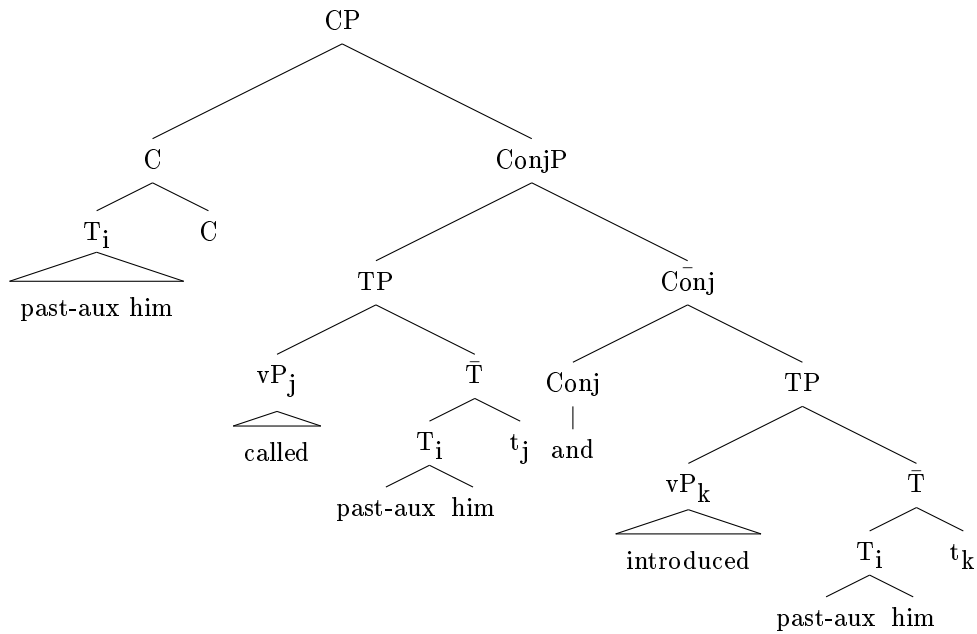 CP
C ConjP
T_i C
past-aux him
TP Con̄j
vP_j T̄ Conj TP
called T_i t_j and
past-aux him
vP_k T̄
introduced T_i t_k
past-aux him